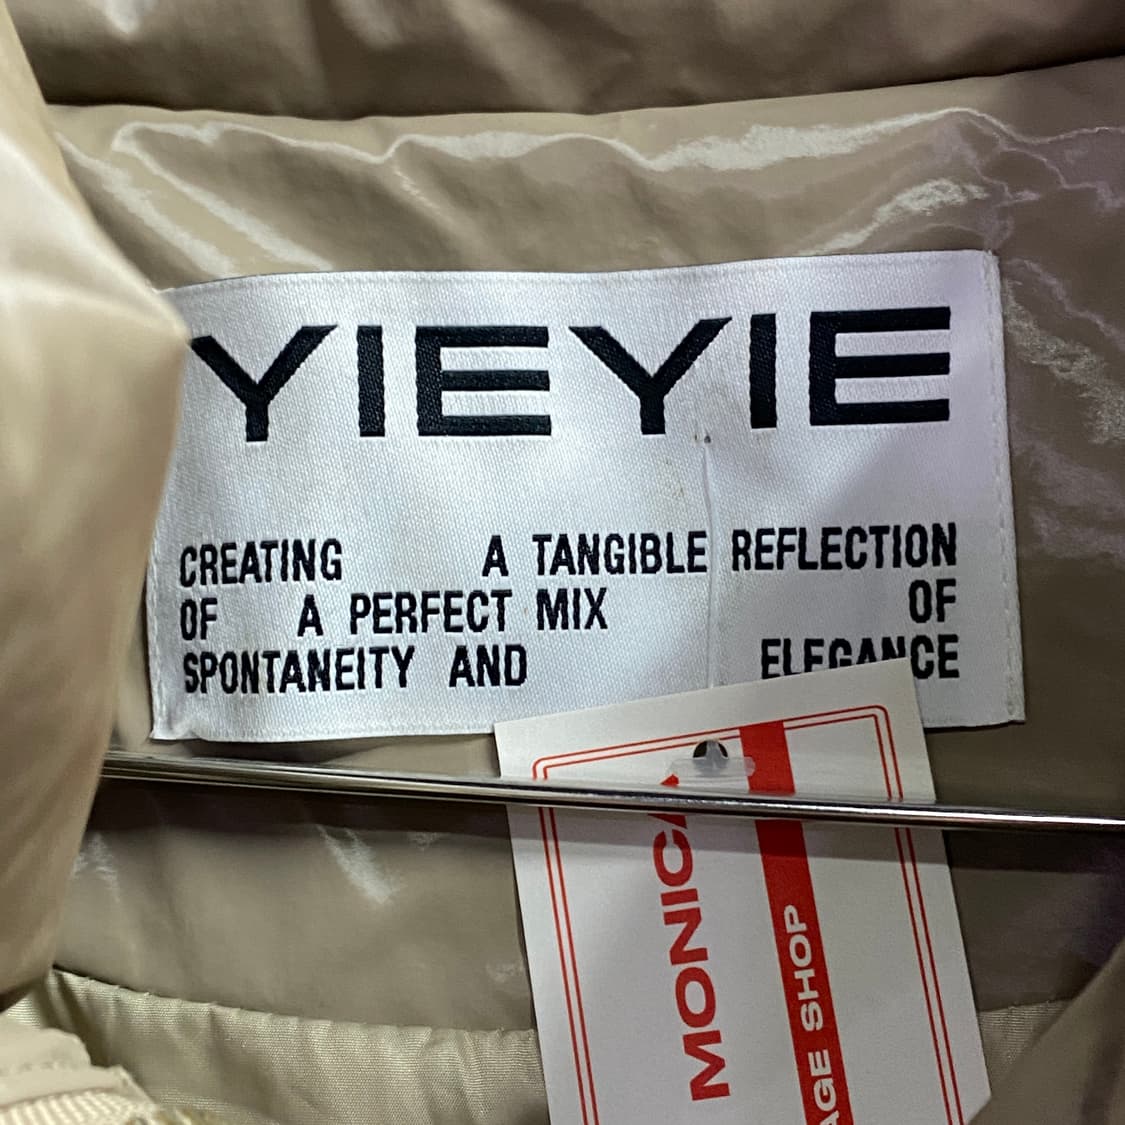 YIEYIE
CREATING A TANGIBLE REFLECTION
OF A PERFECT MIX OF
SPONTANEITY AND ELEGANCE
MONICA
AGE SHOP